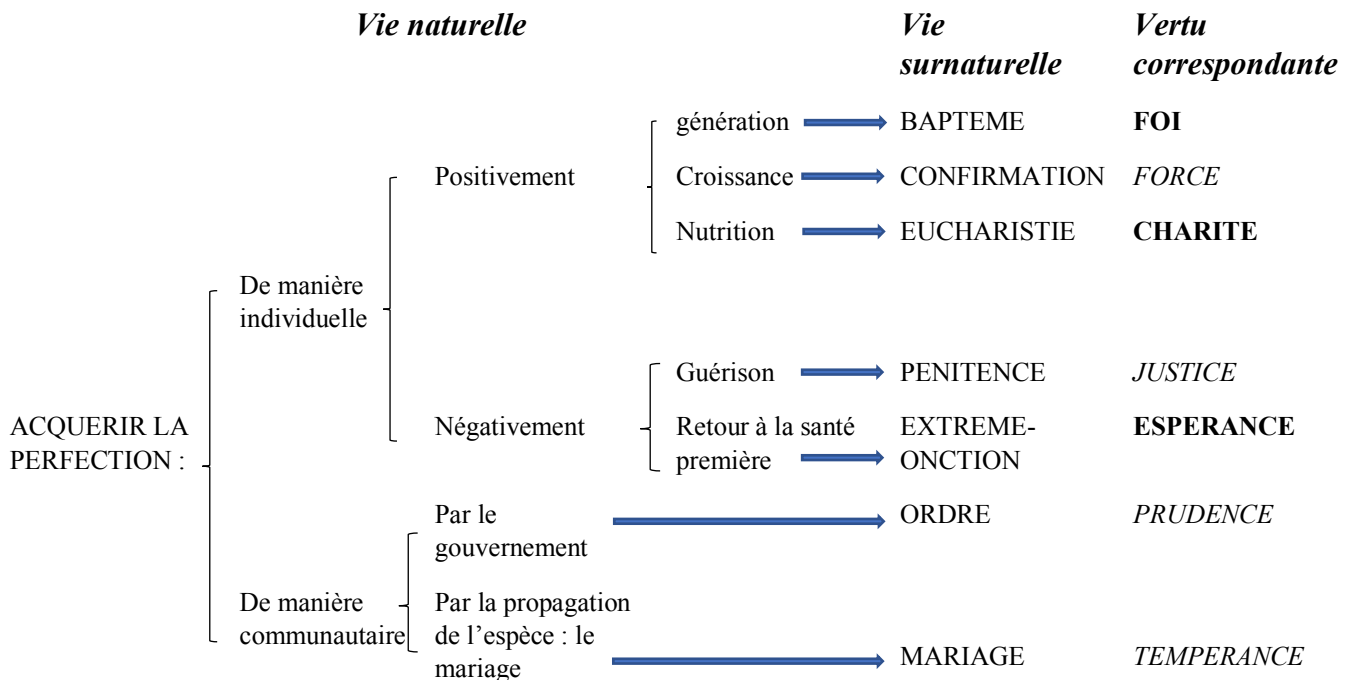 Vie naturelle
Vie
surnaturelle
Vertu
correspondante
génération
BAPTEME
FOI
Positivement
Croissance
CONFIRMATION
FORCE
Nutrition
EUCHARISTIE
CHARITE
De manière
individuelle
Guérison
PENITENCE
JUSTICE
ACQUERIR LA
PERFECTION :
Négativement
Retour à la santé
première
EXTREME-
ONCTION
ESPERANCE
Par le
gouvernement
ORDRE
PRUDENCE
De manière
communautaire
Par la propagation
de l’espèce : le
mariage
MARIAGE
TEMPERANCE